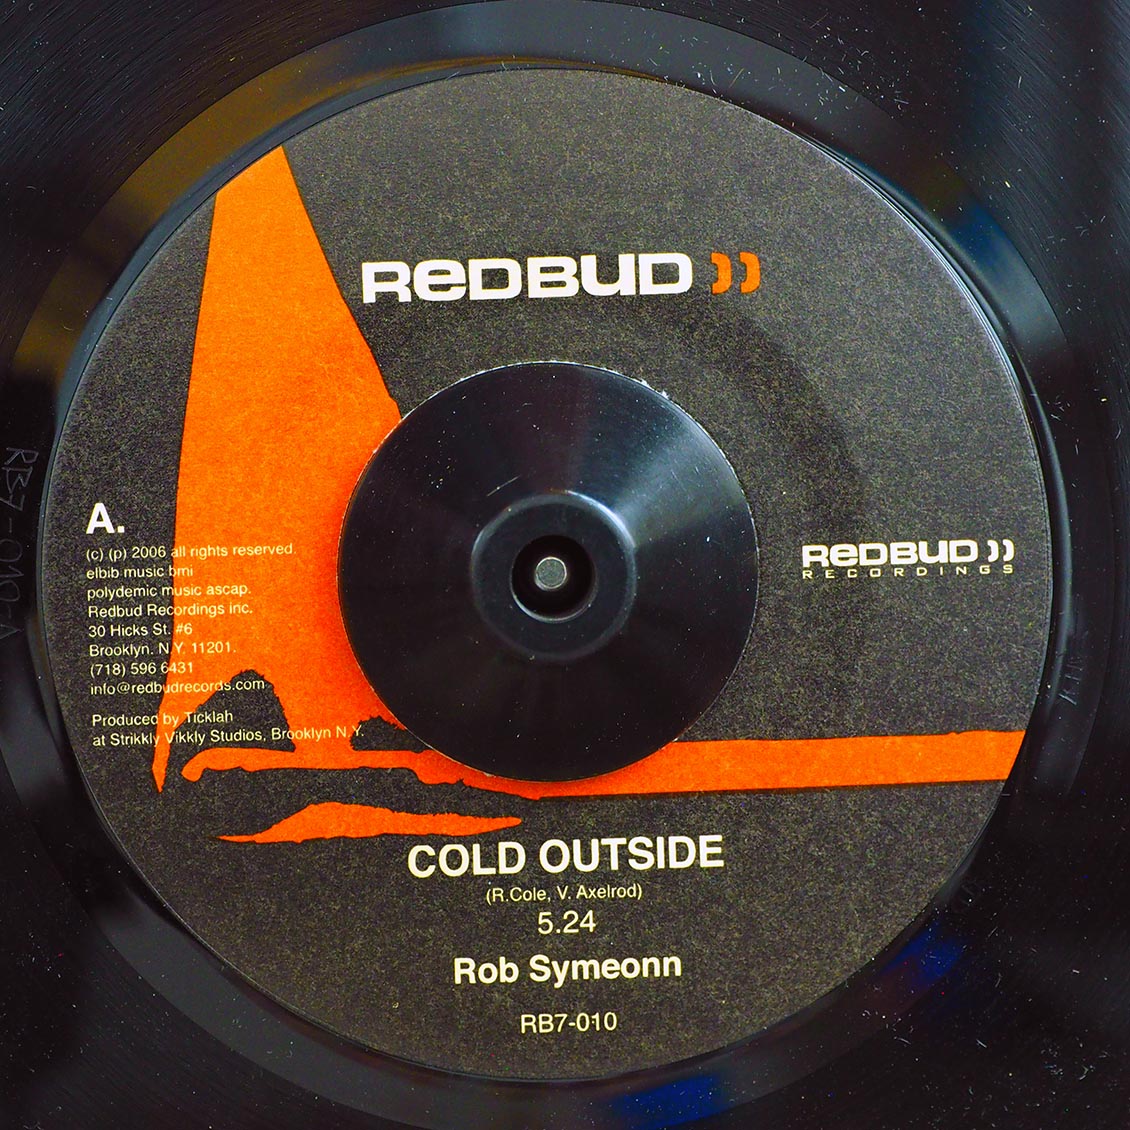 REDBUD
A.
(c) (p) 2006 all rights reserved.
elbib music bmi
polydemic music ascap.
Redbud Recordings inc.
30 Hicks St. #6
Brooklyn. N.Y. 11201.
(718) 596 6431
info@redbudrecords.com
Produced by Ticklah
at Strikkly Vikkly Studios, Brooklyn N.Y.
REDBUD
RECORDINGS
COLD OUTSIDE
(R.Cole, V. Axelrod)
5.24
Rob Symeonn
RB7-010
RB7-010-A